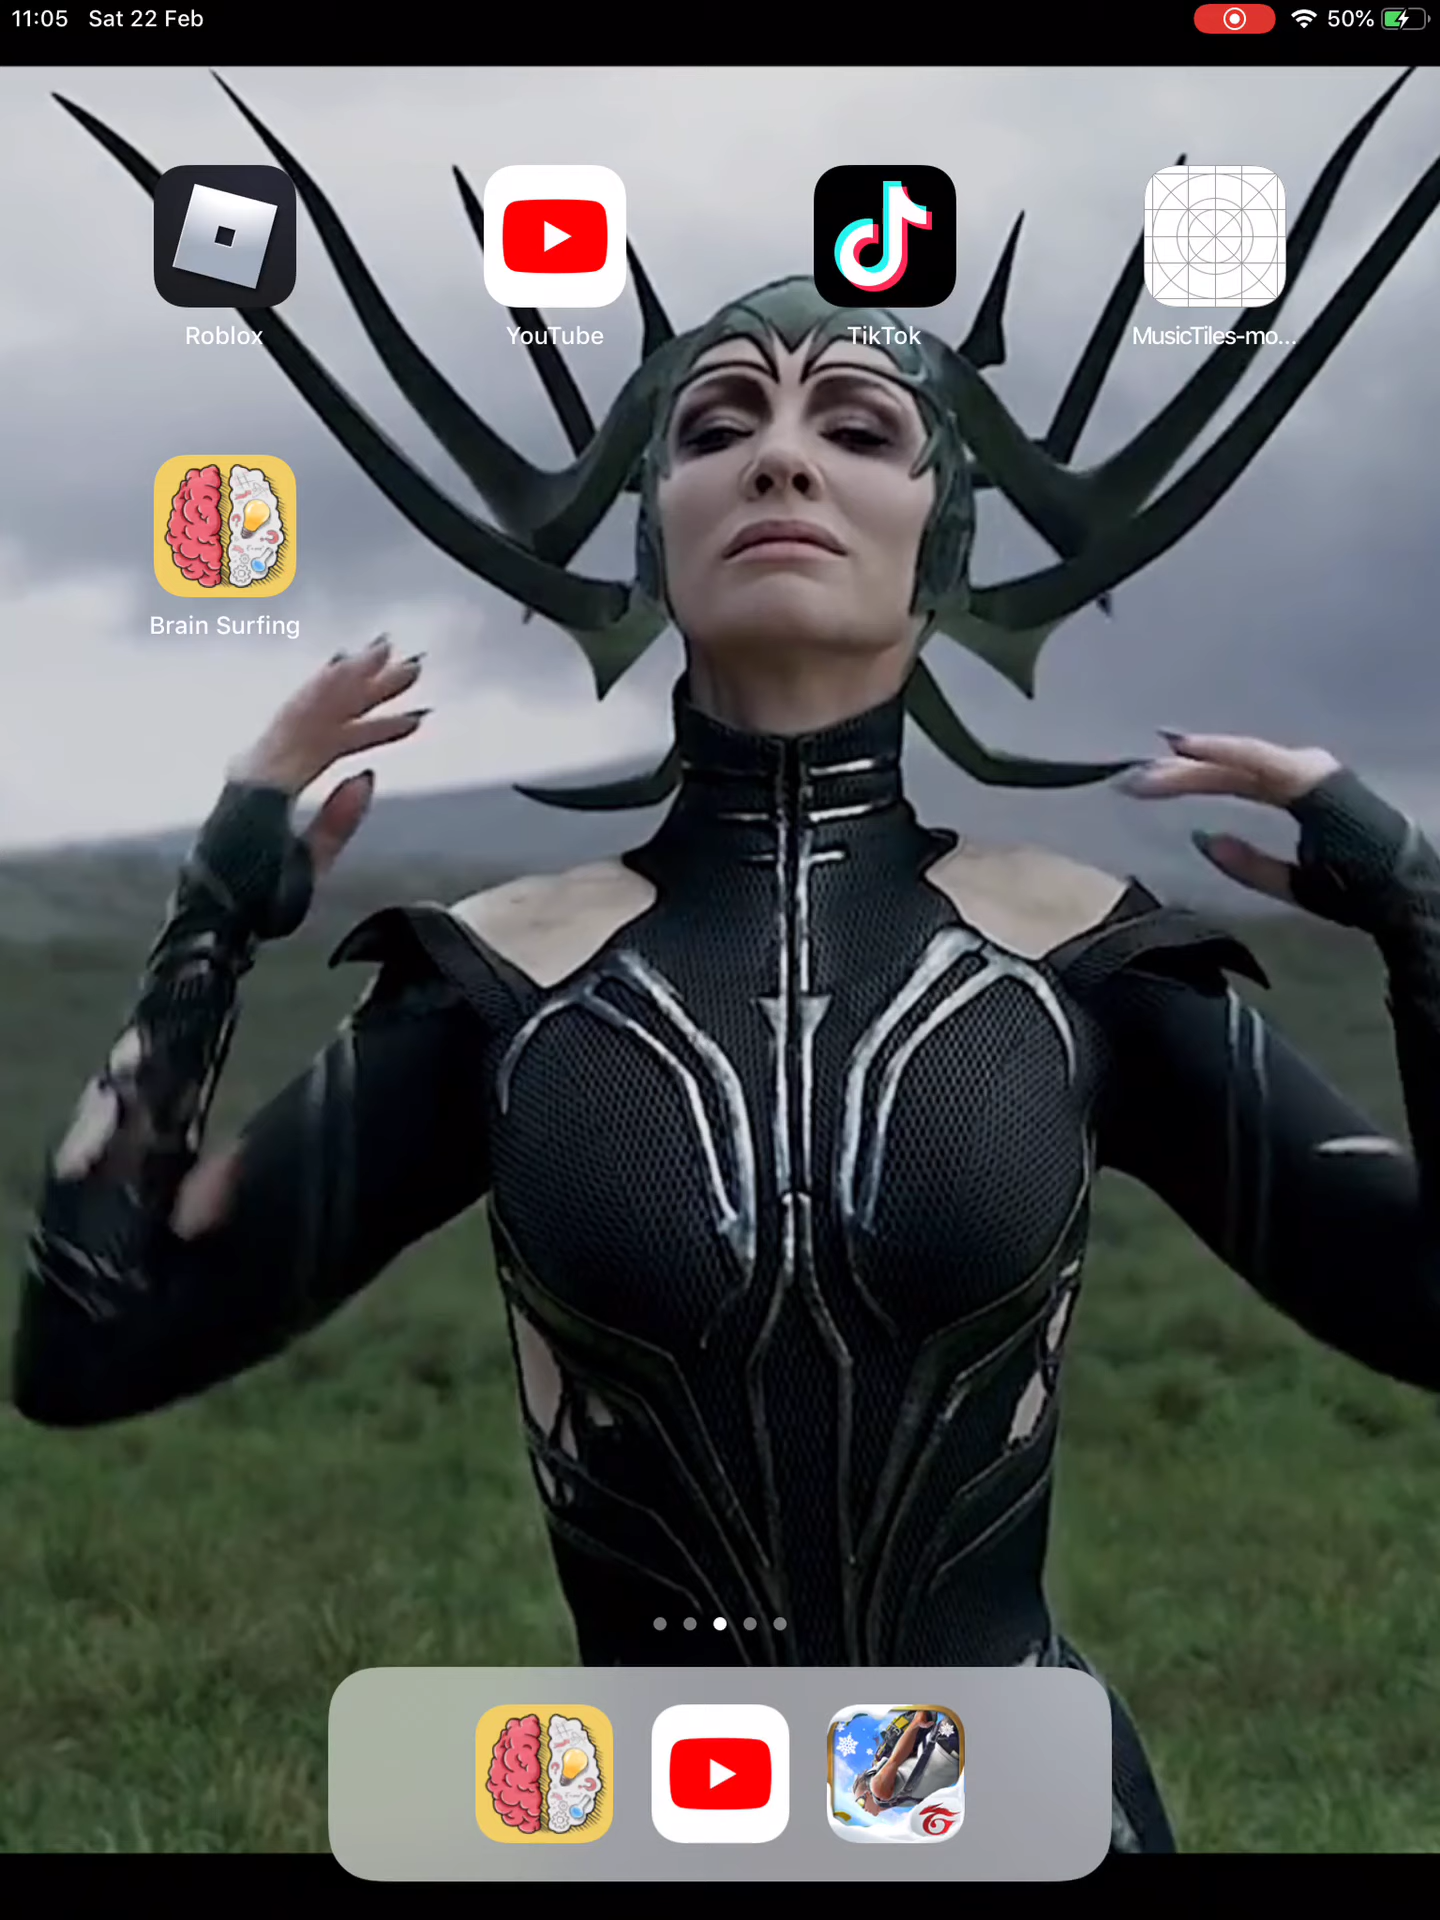 11:05 Sat 22 Feb
50%
Roblox
YouTube
TikTok
MusicTiles-mo...
Brain Surfing